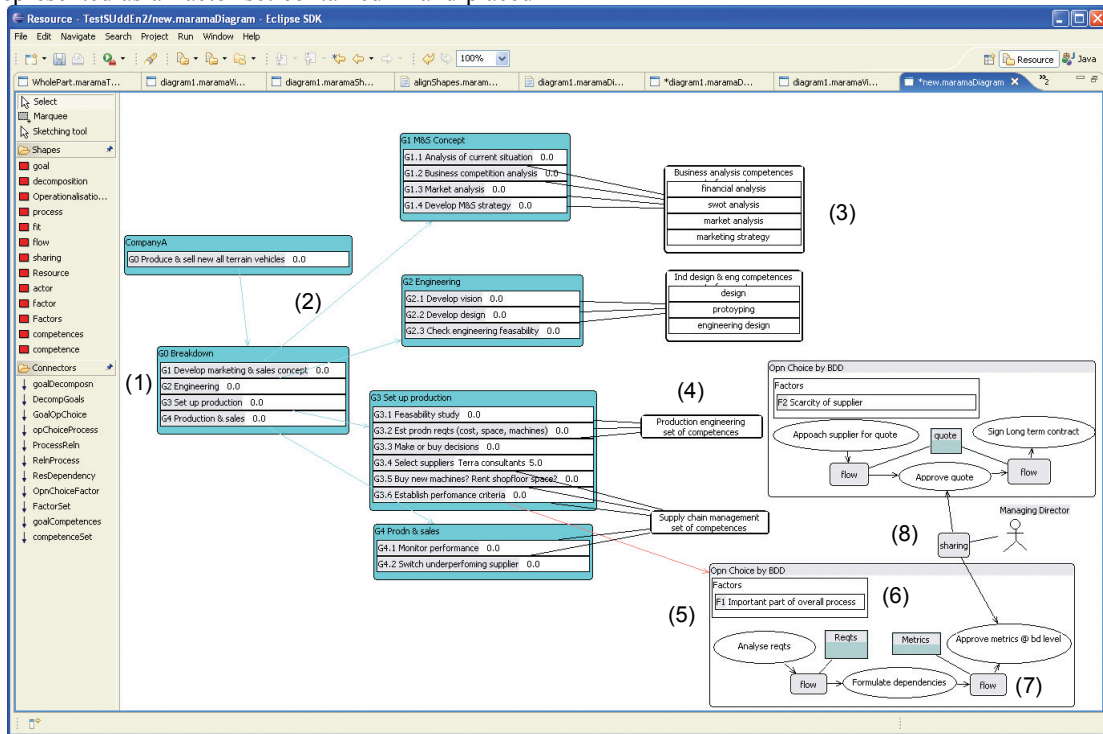 Resource - TestSUddEn2/new.maramaDiagram - Eclipse SDK
File Edit Navigate Search Project Run Window Help
100%
Resource Java
WholePart.maramaT... diagram1.maramaVi... diagram1.maramaSh... alignShapes.maram... diagram1.maramaDi... *diagram1.maramaD... diagram1.maramaVi... *new.maramaDiagram »2
Select
Marquee
Sketching tool
Shapes
goal
decomposition
Operationalisatio...
process
fit
flow
sharing
Resource
actor
factor
Factors
competences
competence
Connectors
goalDecomposn
DecompGoals
GoalOpChoice
opChoiceProcess
ProcessReln
RelnProcess
ResDependency
OpnChoiceFactor
FactorSet
goalCompetences
competenceSet
CompanyA
G0 Produce & sell new all terrain vehicles 0.0
(1)
(2)
G0 Breakdown
G1 Develop marketing & sales concept 0.0
G2 Engineering 0.0
G3 Set up production 0.0
G4 Production & sales 0.0
G1 M&S Concept
G1.1 Analysis of current situation 0.0
G1.2 Business competition analysis 0.0
G1.3 Market analysis 0.0
G1.4 Develop M&S strategy 0.0
Business analysis competences
financial analysis
swot analysis
market analysis
marketing strategy
(3)
G2 Engineering
G2.1 Develop vision 0.0
G2.2 Develop design 0.0
G2.3 Check engineering feasability 0.0
Ind design & eng competences
design
protoyping
engineering design
G3 Set up production
G3.1 Feasability study 0.0
G3.2 Est prodn reqts (cost, space, machines) 0.0
G3.3 Make or buy decisions 0.0
G3.4 Select suppliers Terra consultants 5.0
G3.5 Buy new machines? Rent shopfloor space? 0.0
G3.6 Establish perfomance criteria 0.0
(4)
Production engineering
set of competences
Supply chain management
set of competences
G4 Prodn & sales
G4.1 Monitor performance 0.0
G4.2 Switch underperfoming supplier 0.0
Opn Choice by BDD
Factors
F2 Scarcity of supplier
Appoach supplier for quote
quote
Sign Long term contract
flow
Approve quote
flow
Managing Director
(8)
sharing
(5)
Opn Choice by BDD
Factors
F1 Important part of overall process
(6)
Analyse reqts
Reqts
Metrics
Approve metrics @ bd level
flow
Formulate dependencies
flow
(7)